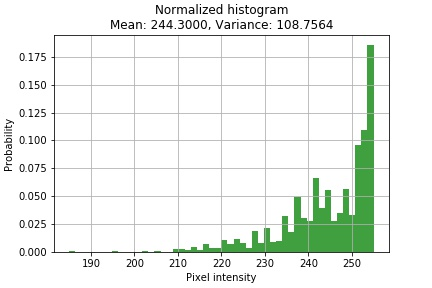 Normalized histogram
Mean: 244.3000, Variance: 108.7564
0.175
0.150
0.125
0.100
0.075
0.050
0.025
0.000
Probability
190 200 210 220 230 240 250
Pixel intensity